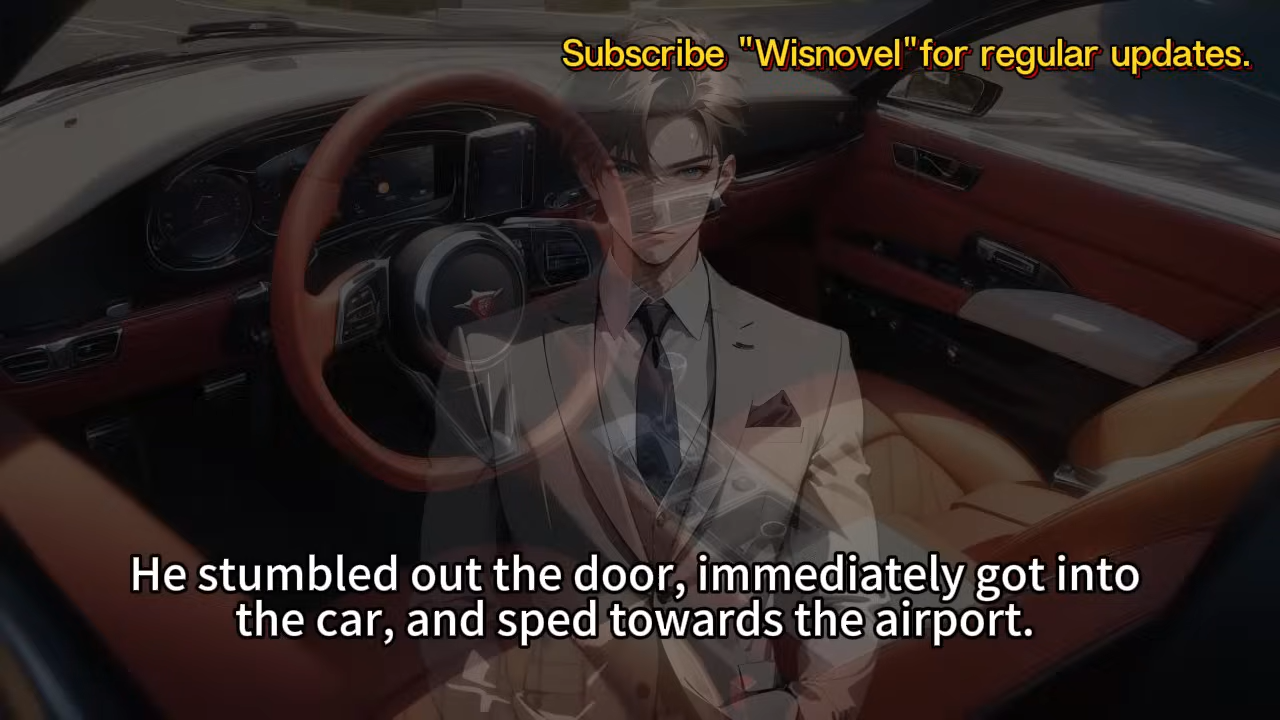 Subscribe "Wisnovel"for regular updates.
He stumbled out the door, immediately got into
the car, and sped towards the airport.